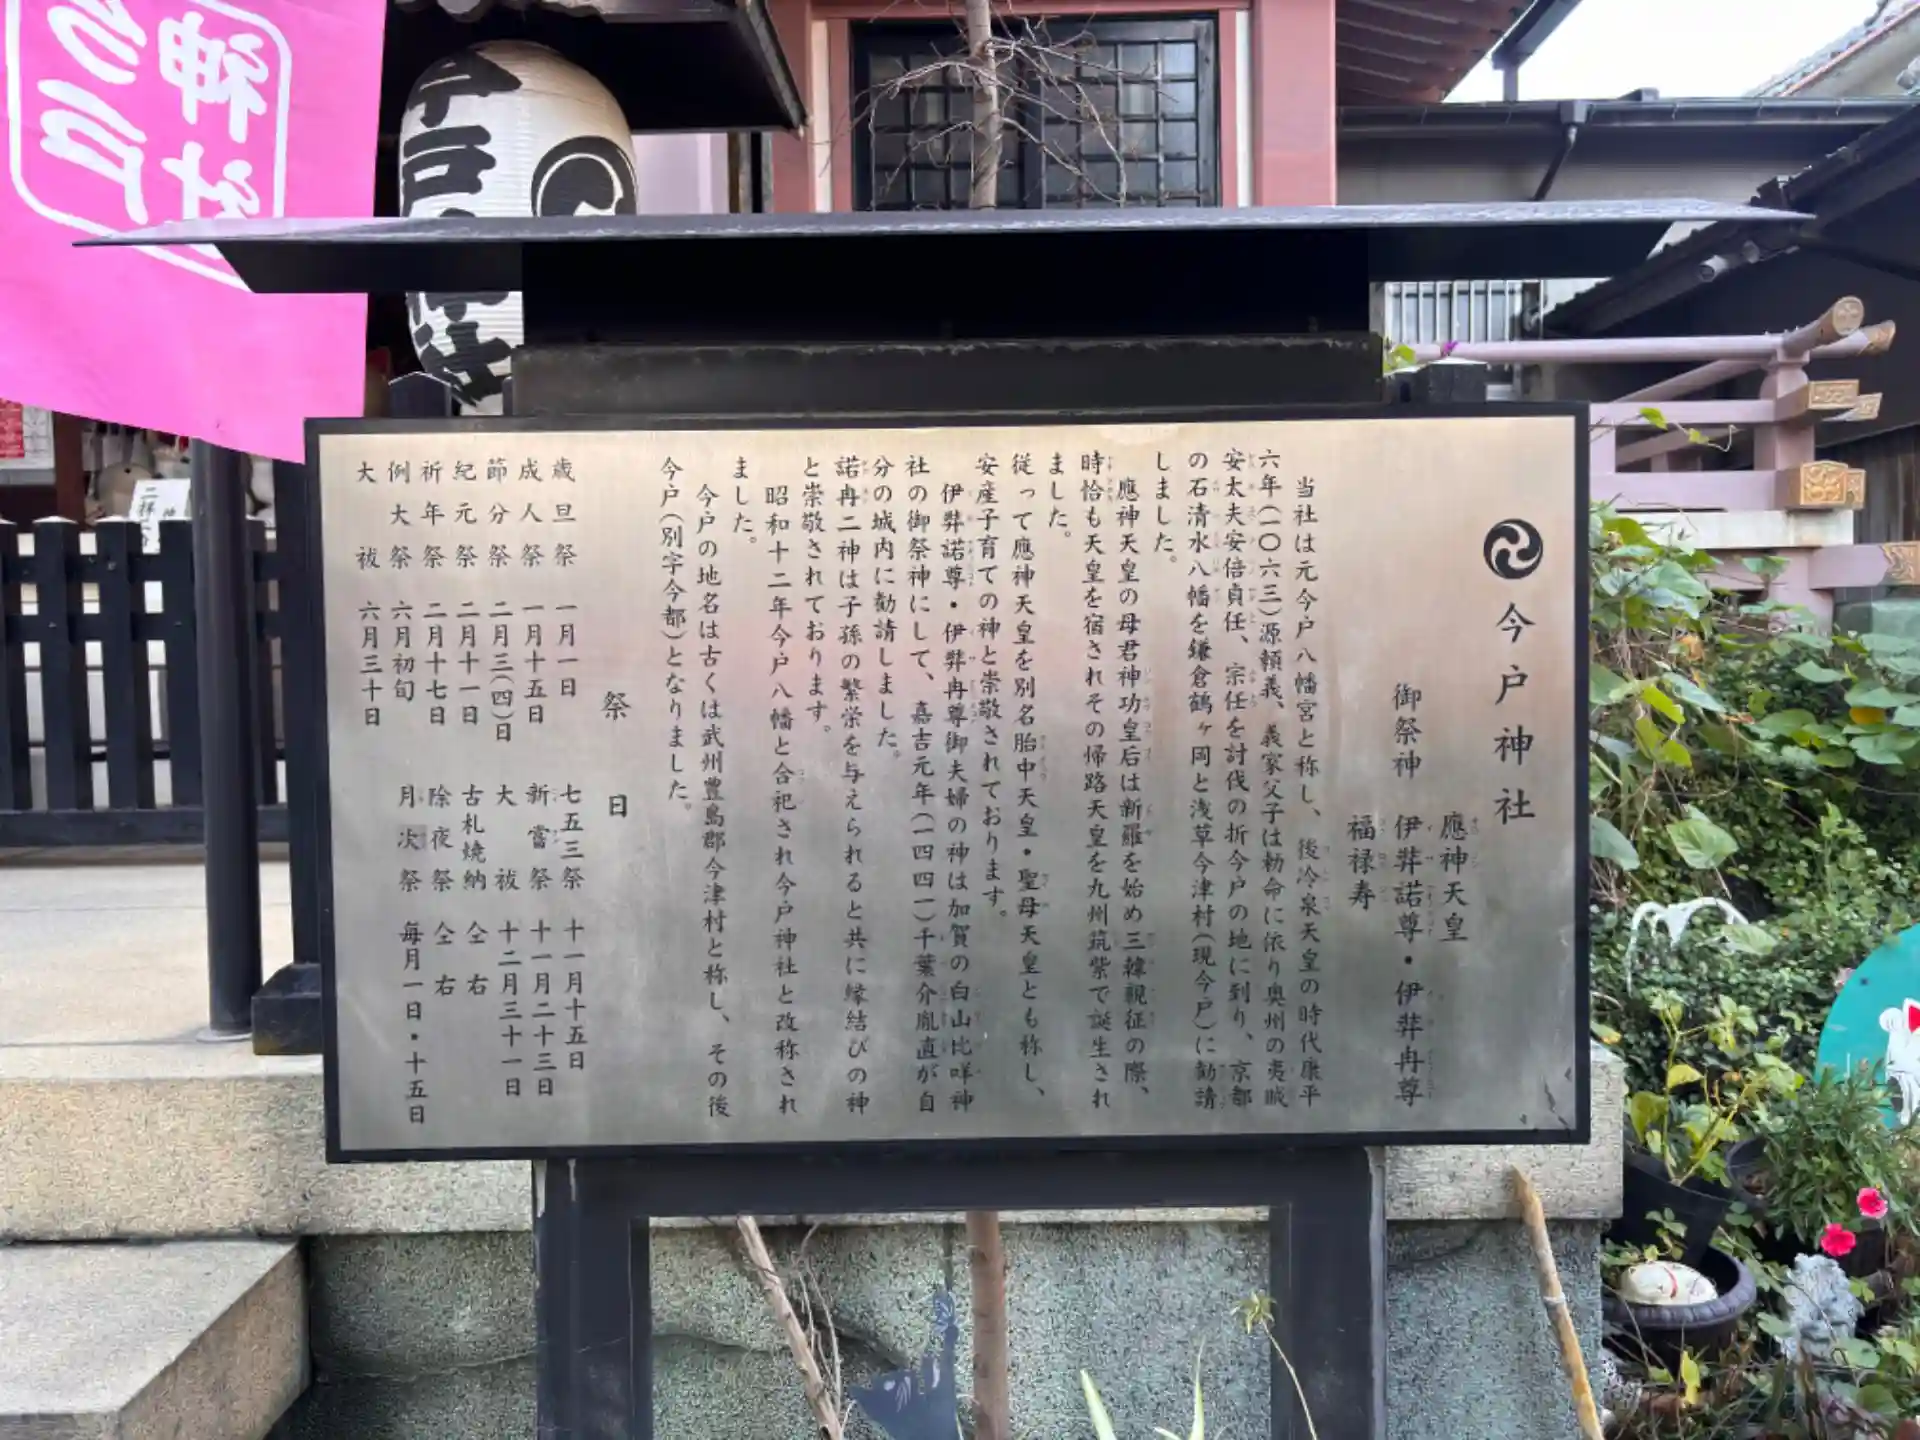 今戸神社
御祭神
應神天皇
伊弉諾尊・伊弉冉尊
福禄寿
当社は元今戸八幡宮と称し、後冷泉天皇の時代康平
六年(一〇六三)源頼義、義家父子は勅命に依り奥州の夷賊
安太夫安倍貞任、宗任を討伐の折今戸の地に到り、京都
の石清水八幡を鎌倉鶴ヶ岡と浅草今津村(現今戸)に勧請
しました。
應神天皇の母君神功皇后は新羅を始め三韓親征の際、
時恰も天皇を宿されその帰路天皇を九州筑紫で誕生され
ました。
従って應神天皇を別名胎中天皇・聖母天皇とも称し、
安産子育ての神と崇敬されております。
伊弉諾尊・伊弉冉尊御夫婦の神は加賀の白山比咩神
社の御祭神にして、嘉吉元年(一四四一)千葉介胤直が自
分の城内に勧請しました。
諾冉二神は子孫の繁栄を与えられると共に縁結びの神
と崇敬されております。
昭和十二年今戸八幡と合祀され今戸神社と改称され
ました。
今戸の地名は古くは武州豊島郡今津村と称し、その後
今戸(別字今都)となりました。
祭日
歳旦祭 一月一日
成人祭 一月十五日
節分祭 二月三(四)日
紀元祭 二月十一日
祈年祭 二月十七日
例大祭 六月初旬
大祓 六月三十日
七五三祭 十一月十五日
新嘗祭 十一月二十三日
大祓 十二月三十一日
古札焼納 仝右
除夜祭 仝右
月次祭 毎月一日・十五日
今戸神社
神社
今戸